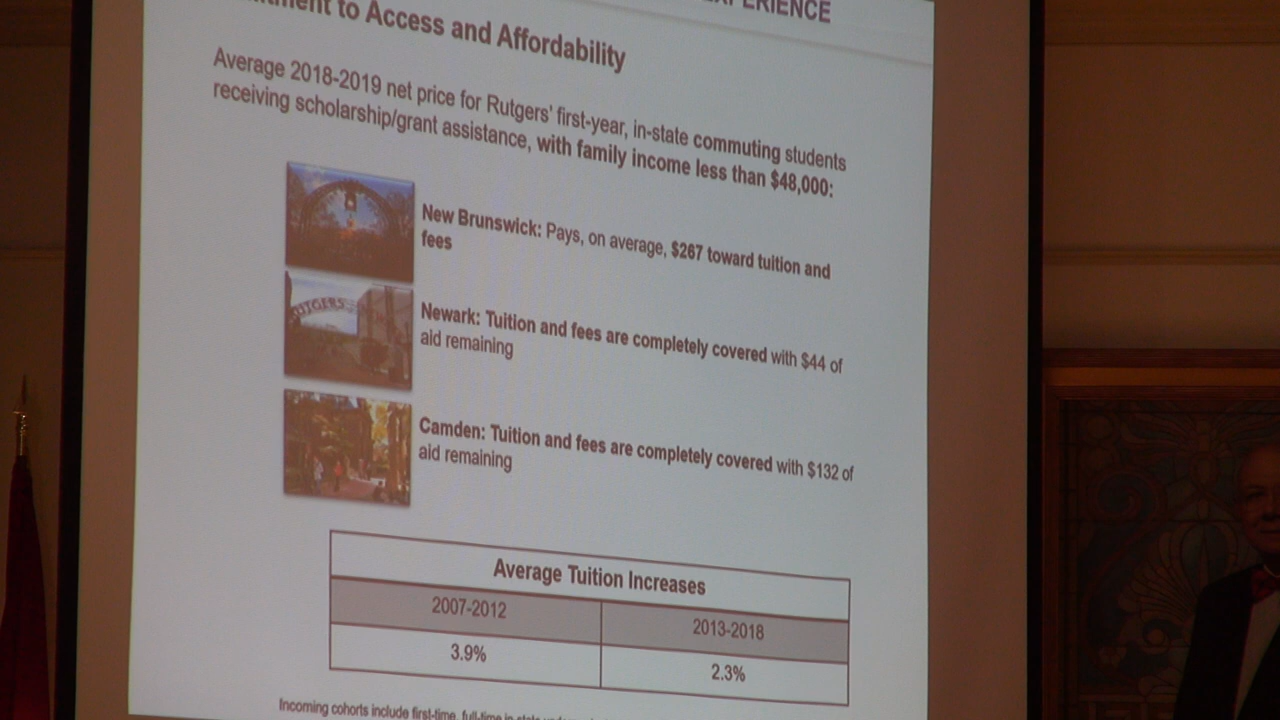 to Access and Affordability
Average 2018-2019 net price for Rutgers' first-year, in-state commuting students
receiving scholarship/grant assistance, with family income less than $48,000:
New Brunswick: Pays, on average, $267 toward tuition and
fees
RUTGERS
Newark: Tuition and fees are completely covered with $44 of
aid remaining
Camden: Tuition and fees are completely covered with $132 of
aid remaining
Average Tuition Increases
2007-2012
2013-2018
3.9%
2.3%
Incoming cohorts include first-time, full-time in-state